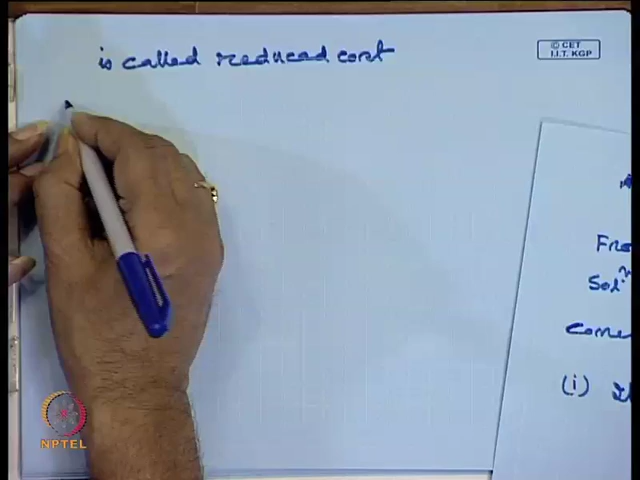 is called reduced cost
© CET
I.I.T. KGP
Fro
Sol^n
come
(i)
NPTEL